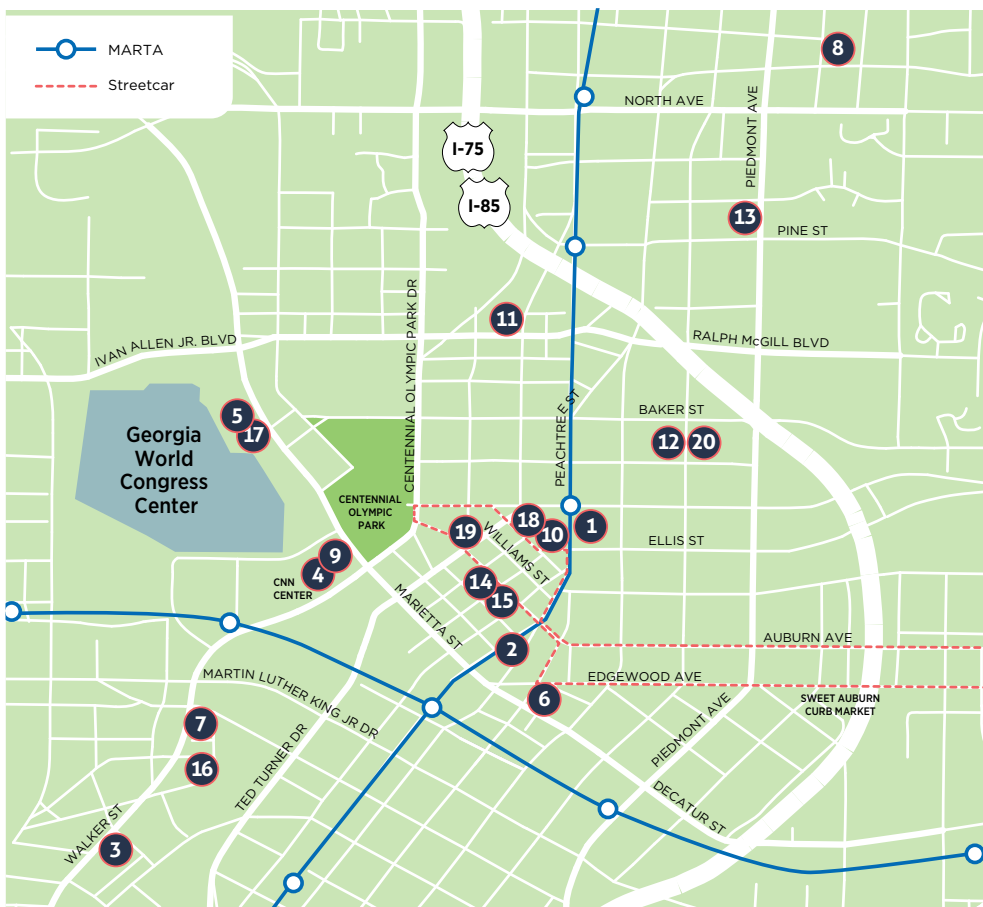 MARTA
Streetcar
8
NORTH AVE
PIEDMONT AVE
I-75
I-85
13
PINE ST
CENTENNIAL OLYMPIC PARK DR
11
IVAN ALLEN JR. BLVD
RALPH McGILL BLVD
PEACHTREE ST
BAKER ST
5
17
12
20
Georgia
World
Congress
Center
CENTENNIAL
OLYMPIC
PARK
19
WILLIAMS ST
18
10
1
ELLIS ST
9
4
CNN
CENTER
14
15
MARIETTA ST
2
AUBURN AVE
MARTIN LUTHER KING JR DR
EDGEWOOD AVE
SWEET AUBURN
CURB MARKET
6
7
PIEDMONT AVE
TED TURNER DR
16
DECATUR ST
WALKER ST
3